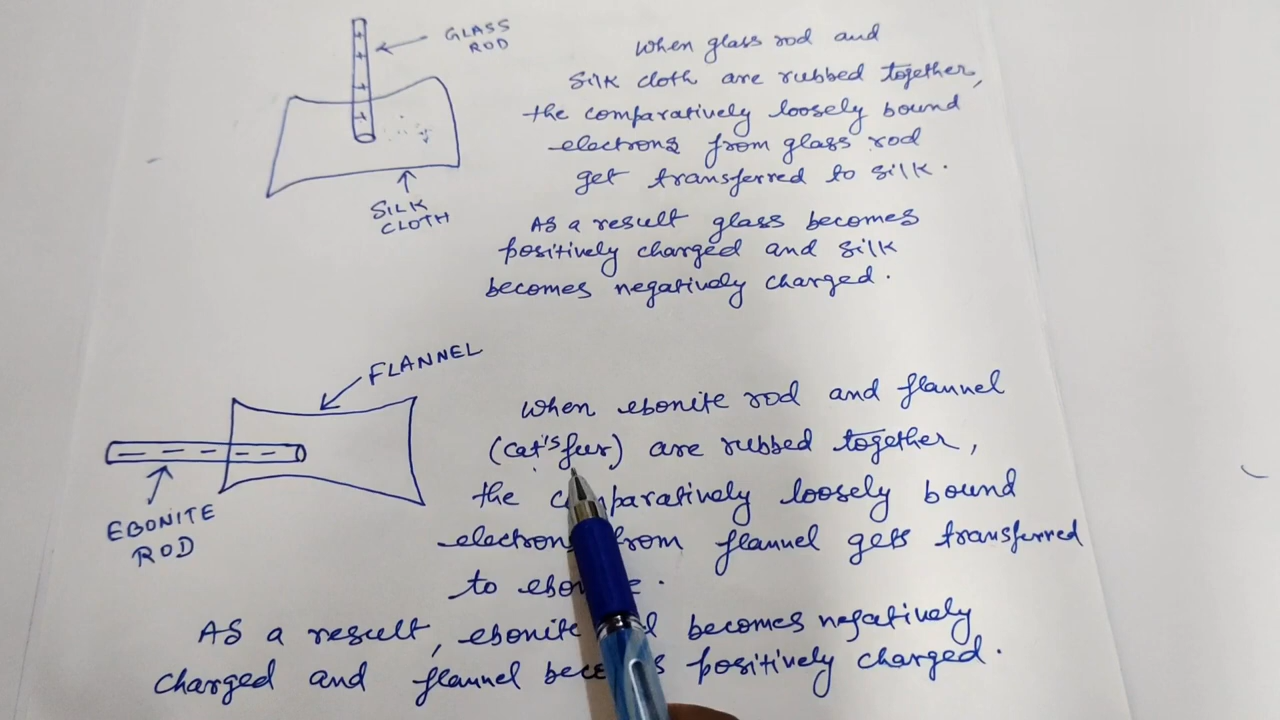 GLASS
ROD
SILK
CLOTH
When glass rod and
silk cloth are rubbed together,
the comparatively loosely bound
electrons from glass rod
get transferred to silk.
As a result glass becomes
positively charged and silk
becomes negatively charged.
FLANNEL
EBONITE
ROD
When ebonite rod and flannel
(cat's fur) are rubbed together,
the comparatively loosely bound
electrons from flannel gets transferred
to
As a result, ebonite becomes negatively
charged and flannel positively charged.